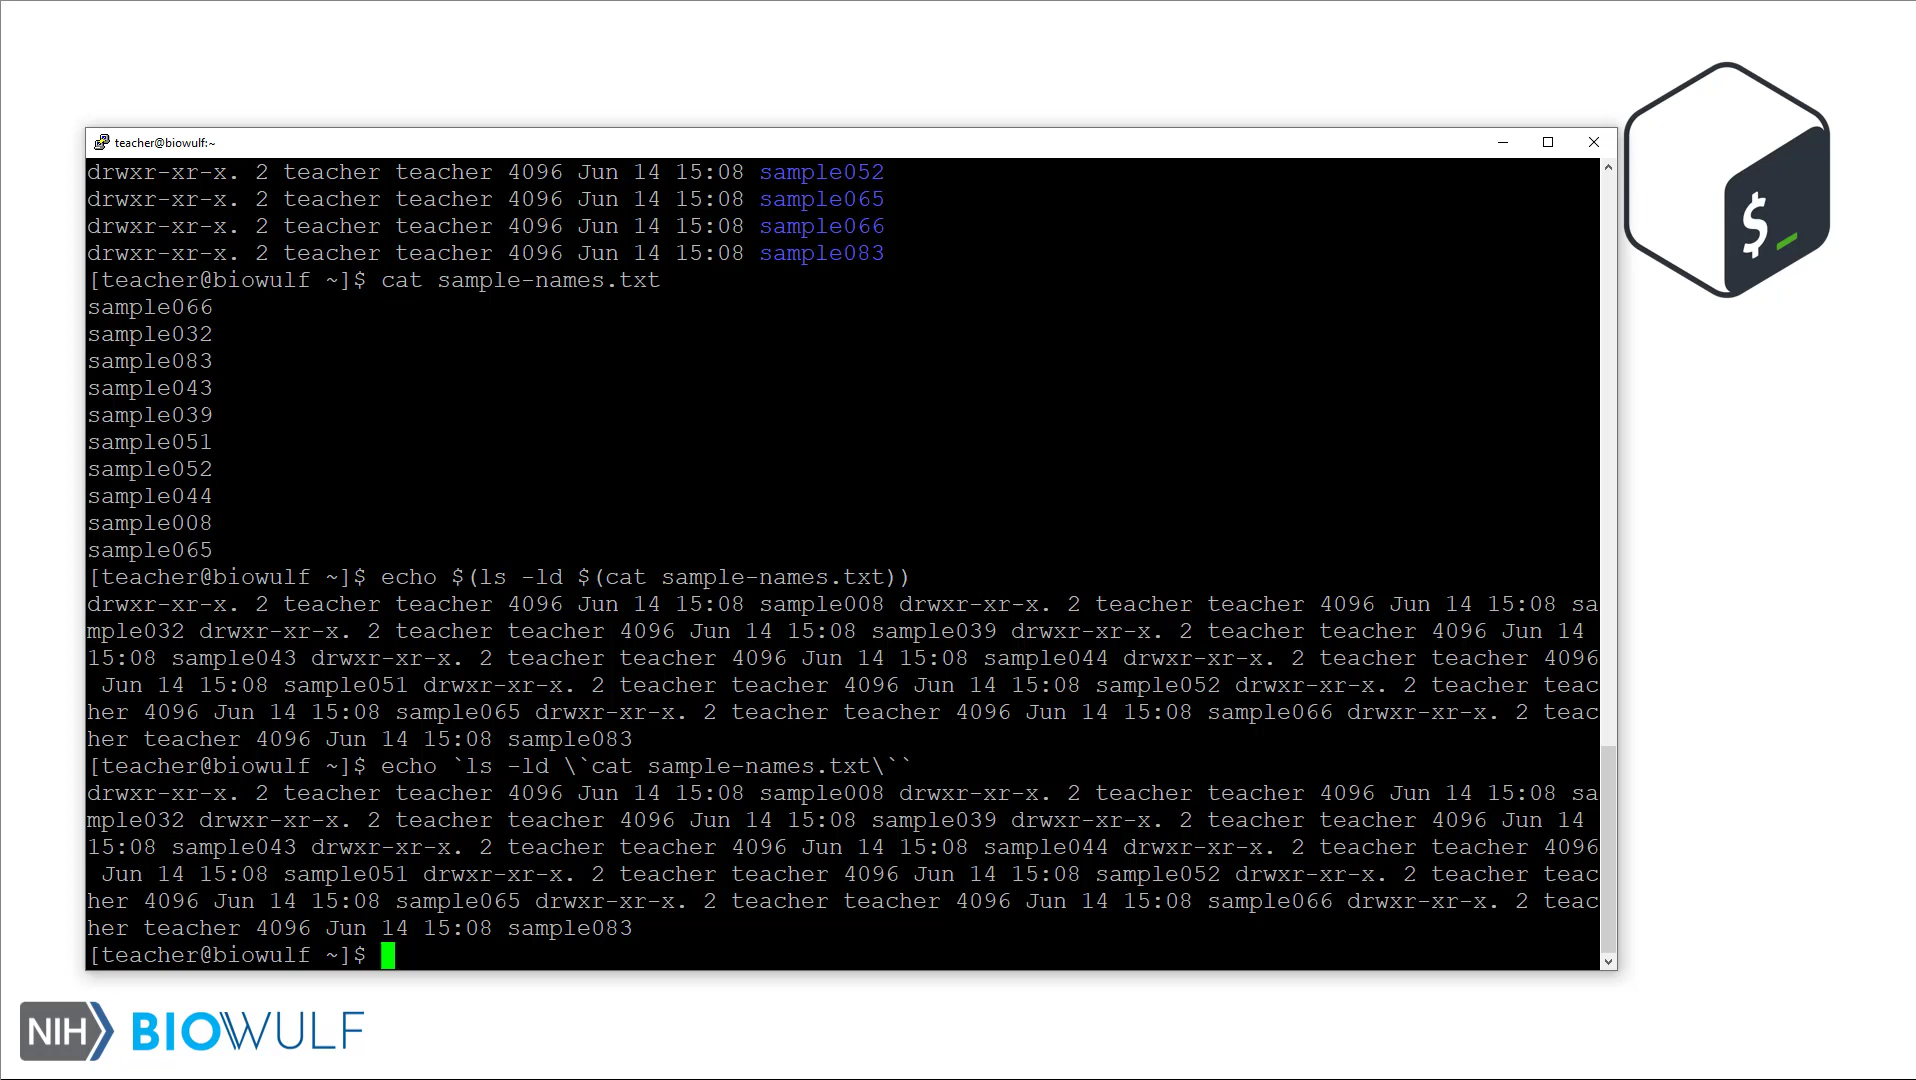 teacher@biowulf:~
drwxr-xr-x. 2 teacher teacher 4096 Jun 14 15:08 sample052
drwxr-xr-x. 2 teacher teacher 4096 Jun 14 15:08 sample065
drwxr-xr-x. 2 teacher teacher 4096 Jun 14 15:08 sample066
drwxr-xr-x. 2 teacher teacher 4096 Jun 14 15:08 sample083
[teacher@biowulf ~]$ cat sample-names.txt
sample066
sample032
sample083
sample043
sample039
sample051
sample052
sample044
sample008
sample065
[teacher@biowulf ~]$ echo $(ls -ld $(cat sample-names.txt))
drwxr-xr-x. 2 teacher teacher 4096 Jun 14 15:08 sample008 drwxr-xr-x. 2 teacher teacher 4096 Jun 14 15:08 sa
mple032 drwxr-xr-x. 2 teacher teacher 4096 Jun 14 15:08 sample039 drwxr-xr-x. 2 teacher teacher 4096 Jun 14
15:08 sample043 drwxr-xr-x. 2 teacher teacher 4096 Jun 14 15:08 sample044 drwxr-xr-x. 2 teacher teacher 4096
 Jun 14 15:08 sample051 drwxr-xr-x. 2 teacher teacher 4096 Jun 14 15:08 sample052 drwxr-xr-x. 2 teacher teac
her 4096 Jun 14 15:08 sample065 drwxr-xr-x. 2 teacher teacher 4096 Jun 14 15:08 sample066 drwxr-xr-x. 2 teac
her teacher 4096 Jun 14 15:08 sample083
[teacher@biowulf ~]$ echo `ls -ld \`cat sample-names.txt\``
drwxr-xr-x. 2 teacher teacher 4096 Jun 14 15:08 sample008 drwxr-xr-x. 2 teacher teacher 4096 Jun 14 15:08 sa
mple032 drwxr-xr-x. 2 teacher teacher 4096 Jun 14 15:08 sample039 drwxr-xr-x. 2 teacher teacher 4096 Jun 14
15:08 sample043 drwxr-xr-x. 2 teacher teacher 4096 Jun 14 15:08 sample044 drwxr-xr-x. 2 teacher teacher 4096
 Jun 14 15:08 sample051 drwxr-xr-x. 2 teacher teacher 4096 Jun 14 15:08 sample052 drwxr-xr-x. 2 teacher teac
her 4096 Jun 14 15:08 sample065 drwxr-xr-x. 2 teacher teacher 4096 Jun 14 15:08 sample066 drwxr-xr-x. 2 teac
her teacher 4096 Jun 14 15:08 sample083
[teacher@biowulf ~]$
$_
NIH BIOWULF